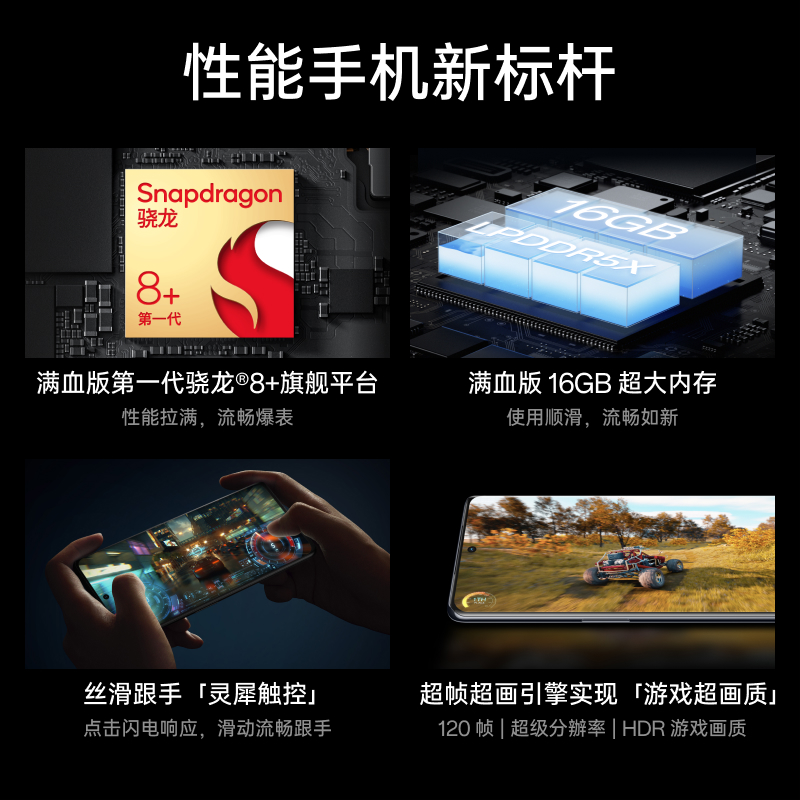 性能手机新标杆
Snapdragon
骁龙
8+
第一代
16GB
LPDDR5X
满血版第一代骁龙®8+旗舰平台
满血版 16GB 超大内存
性能拉满，流畅爆表
使用顺滑，流畅如新
丝滑跟手「灵犀触控」
超帧超画引擎实现「游戏超画质」
点击闪电响应，滑动流畅跟手
120 帧 | 超级分辨率 | HDR 游戏画质